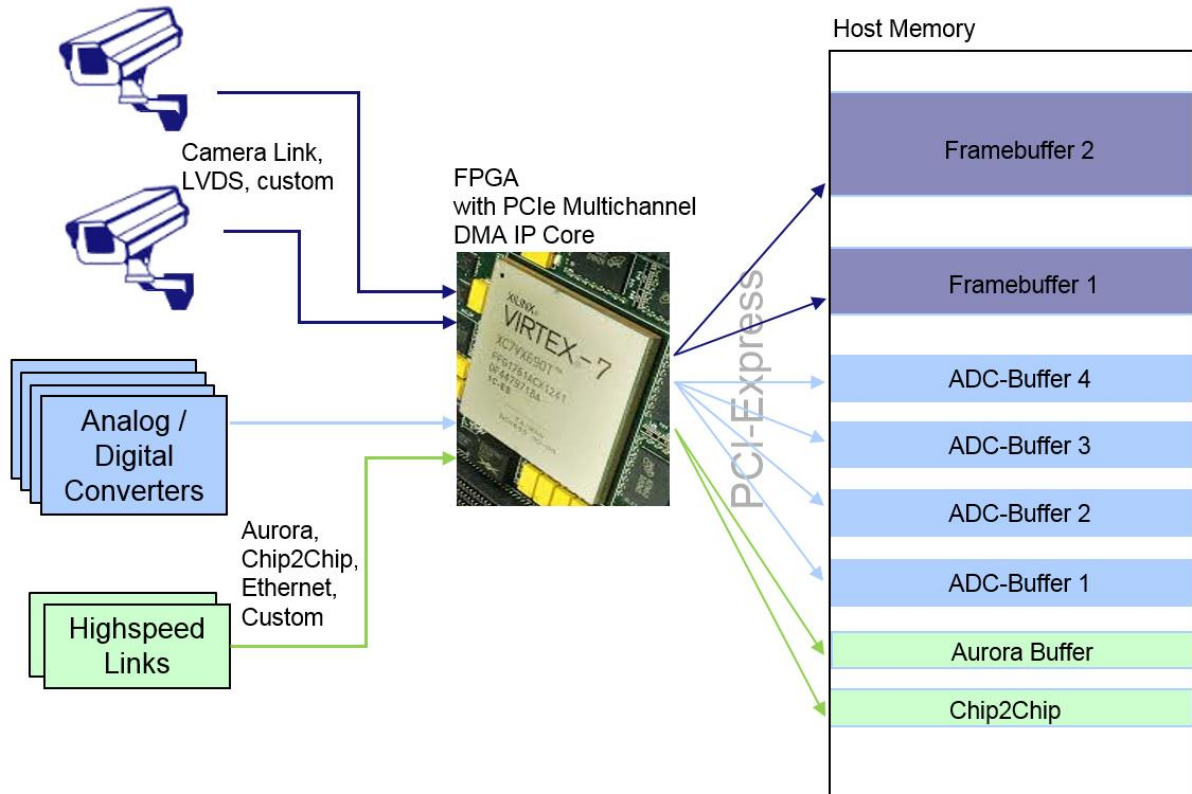 Host Memory
Camera Link,
LVDS, custom
FPGA
with PCIe Multichannel
DMA IP Core
XILINX
VIRTEX-7
XC7VX690T™
PCI-Express
Framebuffer 2
Framebuffer 1
ADC-Buffer 4
ADC-Buffer 3
ADC-Buffer 2
ADC-Buffer 1
Aurora Buffer
Chip2Chip
Analog /
Digital
Converters
Aurora,
Chip2Chip,
Ethernet,
Custom
Highspeed
Links